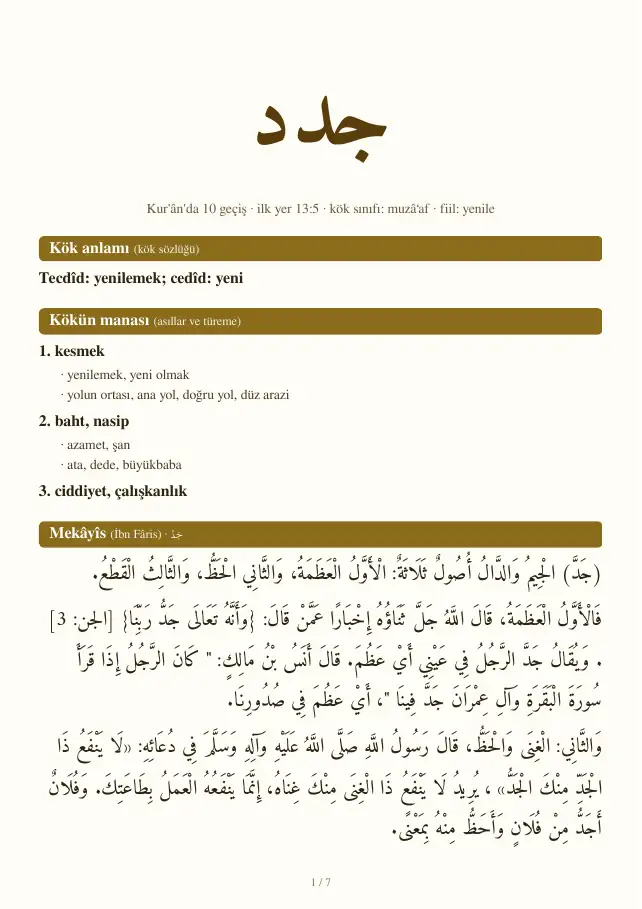 جدد
Kur'ân'da 10 geçiş · ilk yer 13:5 · kök sınıfı: muzâ'af · fiil: yenile
Kök anlamı (kök sözlüğü)
Tecdîd: yenilemek; cedîd: yeni
Kökün manası (asıllar ve türeme)
1. kesmek
· yenilemek, yeni olmak
· yolun ortası, ana yol, doğru yol, düz arazi
2. baht, nasip
· azamet, şan
· ata, dede, büyükbaba
3. ciddiyet, çalışkanlık
Mekâyîs (İbn Fâris) · جَدَّ
(جَدَّ) الْجِيمُ وَالدَّالُ أُصُولٌ ثَلَاثَةٌ: الْأَوَّلُ الْعَظَمَةُ، وَالثَّانِي الْحَظُّ، وَالثَّالِثُ الْقَطْعُ.
فَالْأَوَّلُ الْعَظَمَةُ، قَالَ اللَّهُ جَلَّ ثَنَاؤُهُ إِخْبَارًا عَمَّنْ قَالَ: {وَأَنَّهُ تَعَالَى جَدُّ رَبِّنَا} [الجن: 3]
. وَيُقَالُ جَدَّ الرَّجُلُ فِي عَيْنِي أَيْ عَظُمَ. قَالَ أَنَسُ بْنُ مَالِكٍ: " كَانَ الرَّجُلُ إِذَا قَرَأَ
سُورَةَ الْبَقَرَةِ وَآلِ عِمْرَانَ جَدَّ فِينَا "، أَيْ عَظُمَ فِي صُدُورِنَا.
وَالثَّانِي: الْغِنَى وَالْحَظُّ، قَالَ رَسُولُ اللَّهِ صَلَّى اللَّهُ عَلَيْهِ وَآلِهِ وَسَلَّمَ فِي دُعَائِهِ: «لَا يَنْفَعُ ذَا
الْجَدِّ مِنْكَ الْجَدُّ» ، يُرِيدُ لَا يَنْفَعُ ذَا الْغِنَى مِنْكَ غِنَاهُ، إِنَّمَا يَنْفَعُهُ الْعَمَلُ بِطَاعَتِكَ. وَفُلَانٌ
أَجَدُّ مِنْ فُلَانٍ وَأَحَظُّ مِنْهُ بِمَعْنًى.
1 / 7